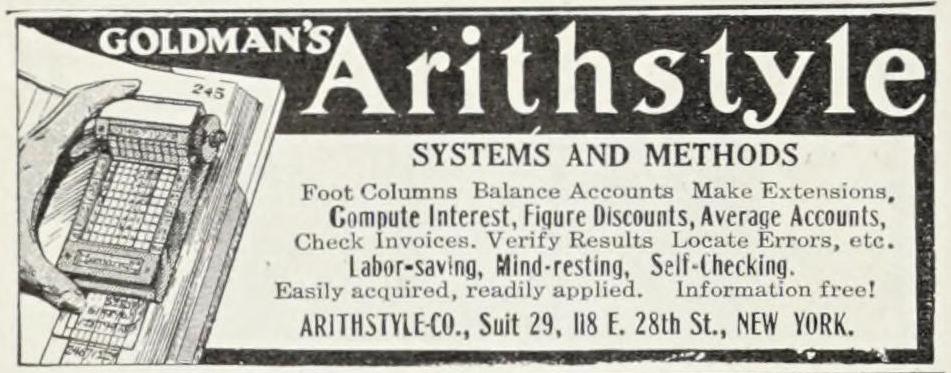 GOLDMAN'S Arithstyle
245
SYSTEMS AND METHODS
Foot Columns Balance Accounts Make Extensions,
Compute Interest, Figure Discounts, Average Accounts,
Check Invoices. Verify Results Locate Errors, etc.
Labor-saving, Mind-resting, Self-Checking.
Easily acquired, readily applied. Information free!
ARITHSTYLE-CO., Suit 29, 118 E. 28th St., NEW YORK.